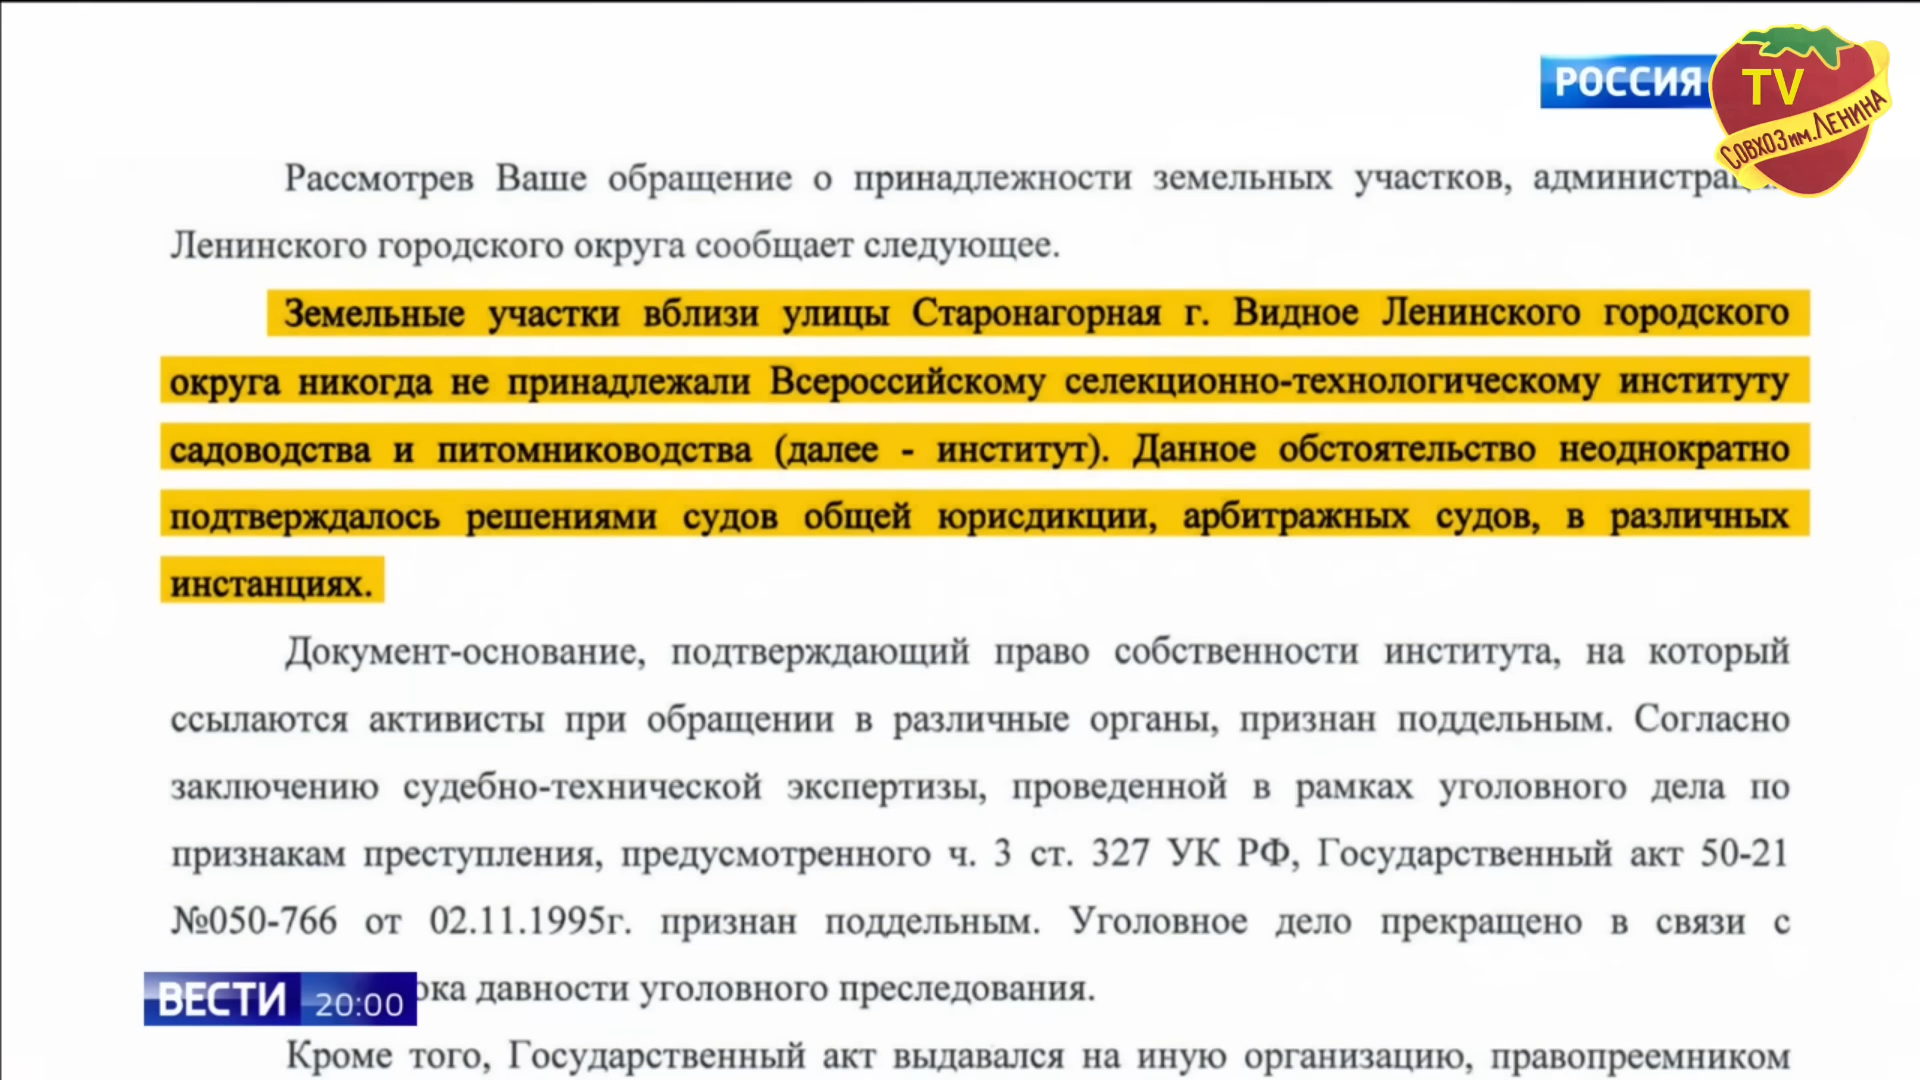 РОССИЯ
TV
СОВХОЗ им. ЛЕНИНА
Рассмотрев Ваше обращение о принадлежности земельных участков,
Ленинского городского округа сообщает следующее.
Земельные участки вблизи улицы Старонагорная г. Видное Ленинского городского
округа никогда не принадлежали Всероссийскому селекционно-технологическому институту
садоводства и питомниководства (далее - институт). Данное обстоятельство неоднократно
подтверждалось решениями судов общей юрисдикции, арбитражных судов, в различных
инстанциях.
Документ-основание, подтверждающий право собственности института, на который
ссылаются активисты при обращении в различные органы, признан поддельным. Согласно
заключению судебно-технической экспертизы, проведенной в рамках уголовного дела по
признакам преступления, предусмотренного ч. 3 ст. 327 УК РФ, Государственный акт 50-21
№050-766 от 02.11.1995г. признан поддельным. Уголовное дело прекращено в связи с
давности уголовного преследования.
ВЕСТИ 20:00
Кроме того, Государственный акт выдавался на иную организацию, правопреемником